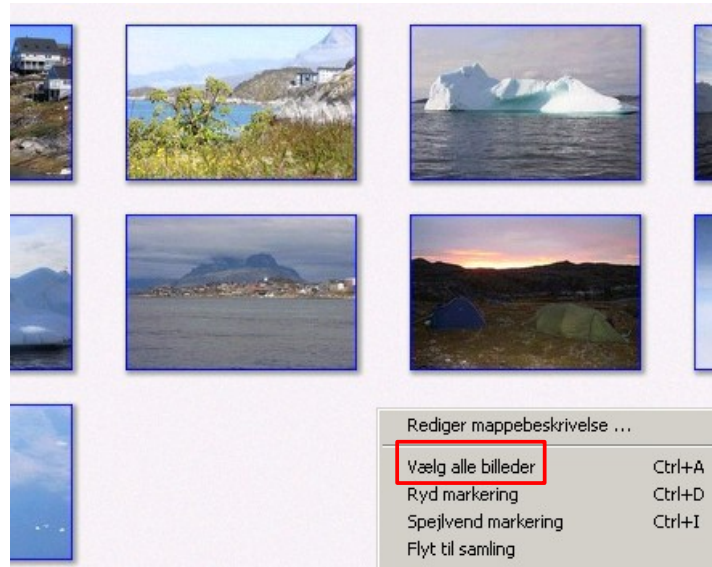 Rediger mappebeskrivelse ...
Vælg alle billeder Ctrl+A
Ryd markering Ctrl+D
Spejlvend markering Ctrl+I
Flyt til samling